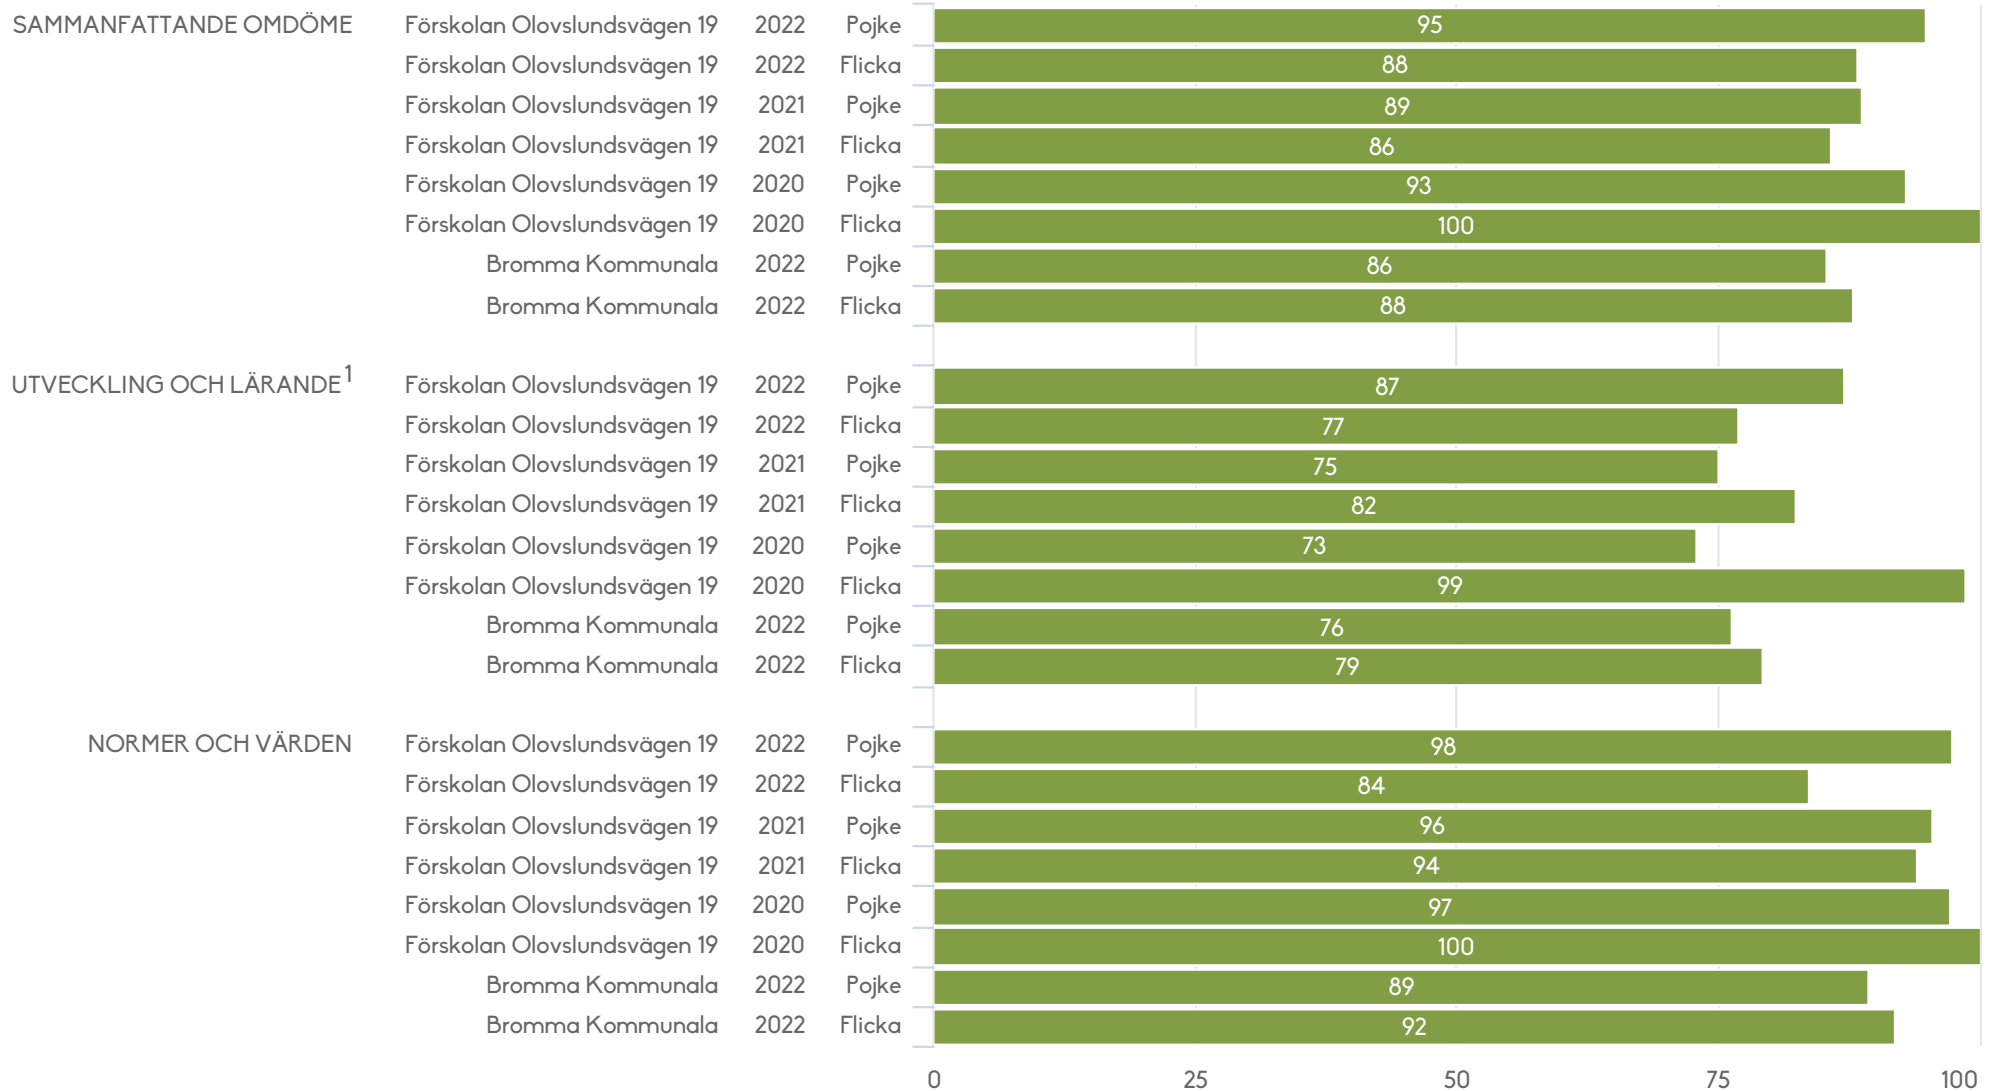 SAMMANFATTANDE OMDÖME Förskolan Olovslundsvägen 19 2022 Pojke 95
Förskolan Olovslundsvägen 19 2022 Flicka 88
Förskolan Olovslundsvägen 19 2021 Pojke 89
Förskolan Olovslundsvägen 19 2021 Flicka 86
Förskolan Olovslundsvägen 19 2020 Pojke 93
Förskolan Olovslundsvägen 19 2020 Flicka 100
Bromma Kommunala 2022 Pojke 86
Bromma Kommunala 2022 Flicka 88
UTVECKLING OCH LÄRANDE1 Förskolan Olovslundsvägen 19 2022 Pojke 87
Förskolan Olovslundsvägen 19 2022 Flicka 77
Förskolan Olovslundsvägen 19 2021 Pojke 75
Förskolan Olovslundsvägen 19 2021 Flicka 82
Förskolan Olovslundsvägen 19 2020 Pojke 73
Förskolan Olovslundsvägen 19 2020 Flicka 99
Bromma Kommunala 2022 Pojke 76
Bromma Kommunala 2022 Flicka 79
NORMER OCH VÄRDEN Förskolan Olovslundsvägen 19 2022 Pojke 98
Förskolan Olovslundsvägen 19 2022 Flicka 84
Förskolan Olovslundsvägen 19 2021 Pojke 96
Förskolan Olovslundsvägen 19 2021 Flicka 94
Förskolan Olovslundsvägen 19 2020 Pojke 97
Förskolan Olovslundsvägen 19 2020 Flicka 100
Bromma Kommunala 2022 Pojke 89
Bromma Kommunala 2022 Flicka 92
0 25 50 75 100